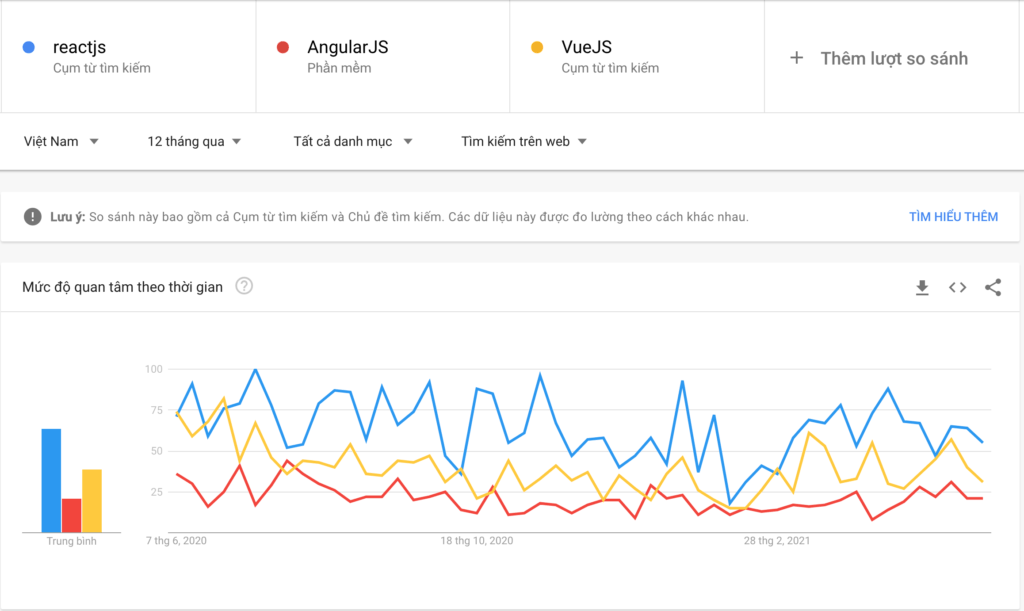 reactjs
Cụm từ tìm kiếm
AngularJS
Phần mềm
VueJS
Cụm từ tìm kiếm
+ Thêm lượt so sánh
Việt Nam
12 tháng qua
Tất cả danh mục
Tìm kiếm trên web
Lưu ý: So sánh này bao gồm cả Cụm từ tìm kiếm và Chủ đề tìm kiếm. Các dữ liệu này được đo lường theo cách khác nhau.
TÌM HIỂU THÊM
Mức độ quan tâm theo thời gian
?
100
75
50
25
Trung bình
7 thg 6, 2020
18 thg 10, 2020
28 thg 2, 2021